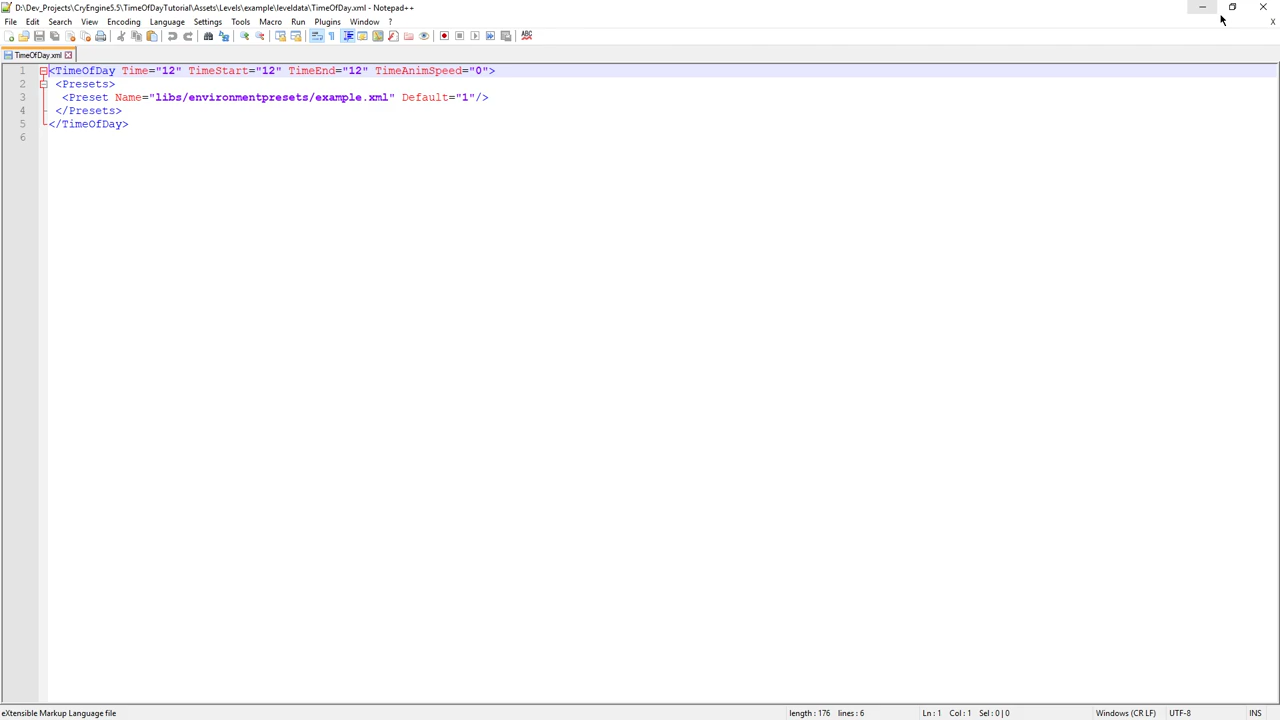 D:\Dev_Projects\CryEngine5.5\TimeOfDayTutorial\Assets\Levels\example\leveldata\TimeOfDay.xml - Notepad++
File Edit Search View Encoding Language Settings Tools Macro Run Plugins Window ? X
ABC
TimeOfDay.xml
1 <TimeOfDay Time="12" TimeStart="12" TimeEnd="12" TimeAnimSpeed="0">
2 <Presets>
3 <Preset Name="libs/environmentpresets/example.xml" Default="1"/>
4 </Presets>
5 </TimeOfDay>
6
eXtensible Markup Language file length : 176 lines : 6 Ln : 1 Col : 1 Sel : 0 | 0 Windows (CR LF) UTF-8 INS